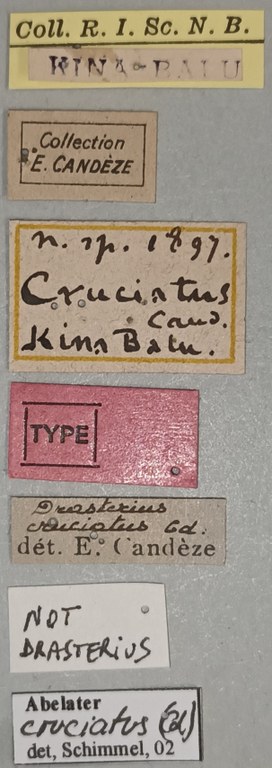 Coll. R. I. Sc. N. B.
KINA-BALU
Collection
E. CANDÈZE
n. sp. 1897.
Cruciatus
Cand.
Kina Balu.
TYPE
Drasterius
cruciatus Cd.
dét. E. Candèze
NOT
DRASTERIUS
Abelater
cruciatus (Cd.)
det, Schimmel, 02